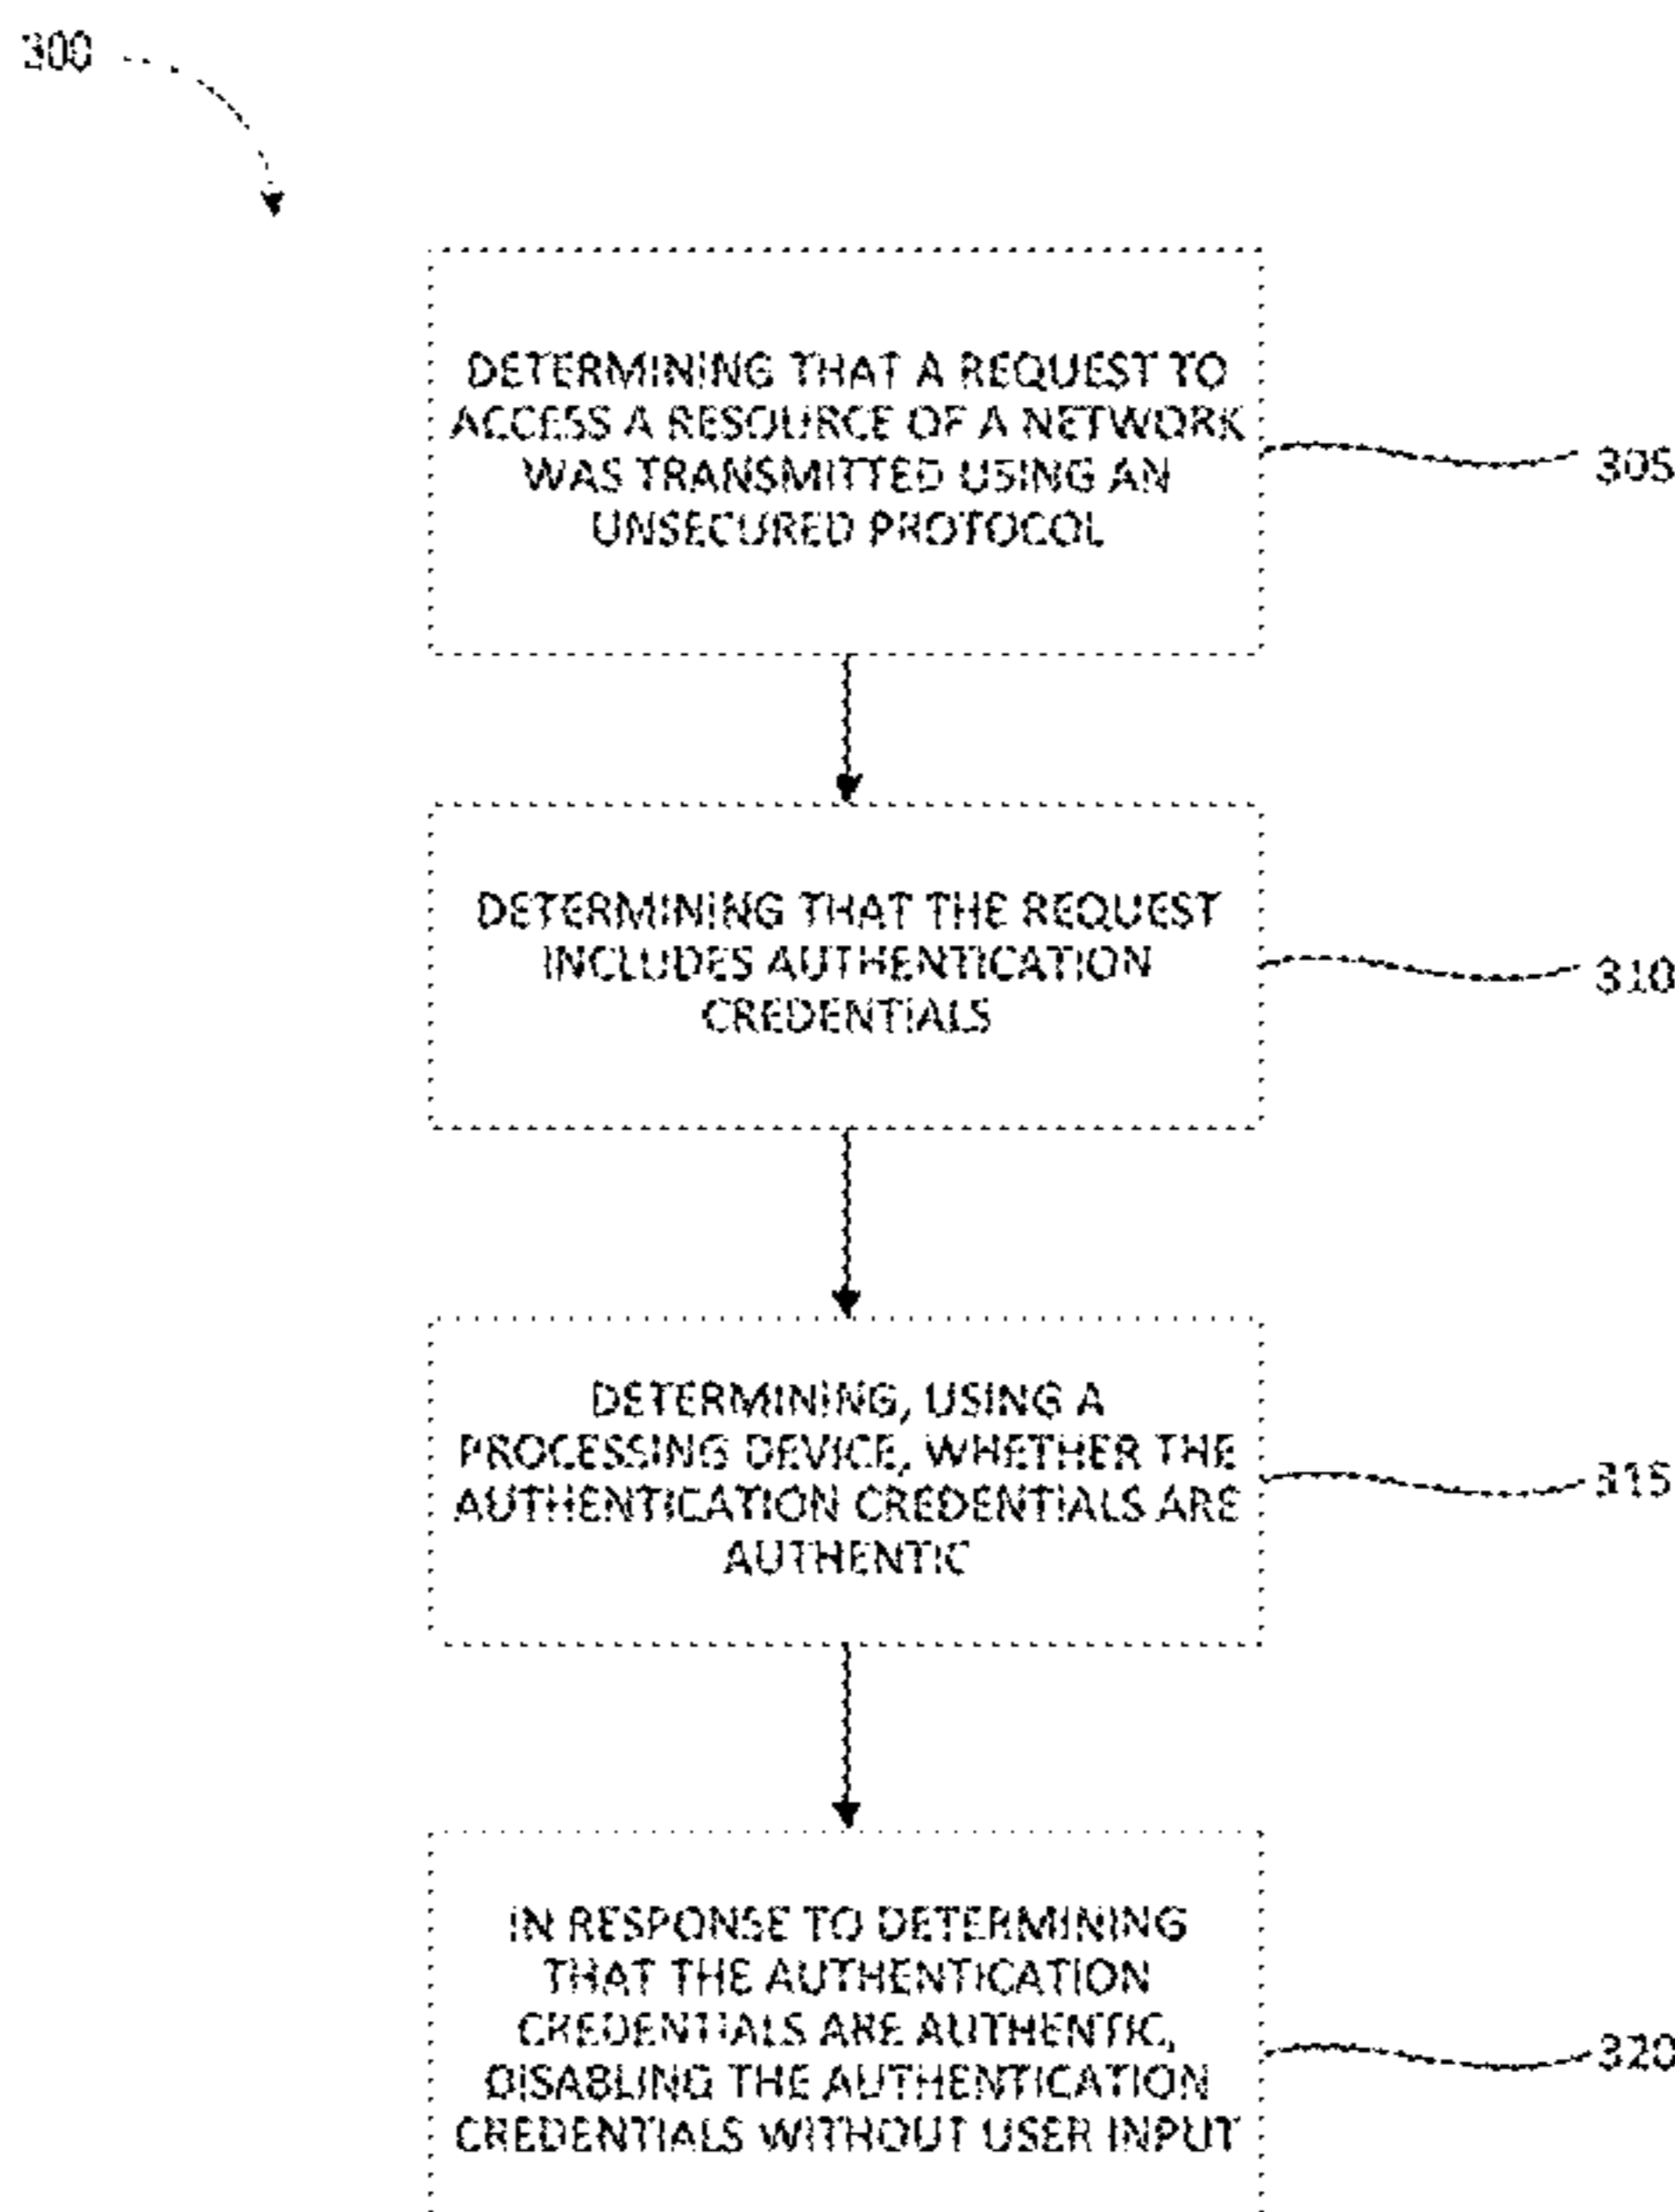 300
DETERMINING THAT A REQUEST TO
ACCESS A RESOURCE OF A NETWORK
WAS TRANSMITTED USING AN
UNSECURED PROTOCOL
305
DETERMINING THAT THE REQUEST
INCLUDES AUTHENTICATION
CREDENTIALS
310
DETERMINING, USING A
PROCESSING DEVICE, WHETHER THE
AUTHENTICATION CREDENTIALS ARE
AUTHENTIC
315
IN RESPONSE TO DETERMINING
THAT THE AUTHENTICATION
CREDENTIALS ARE AUTHENTIC,
DISABLING THE AUTHENTICATION
CREDENTIALS WITHOUT USER INPUT
320